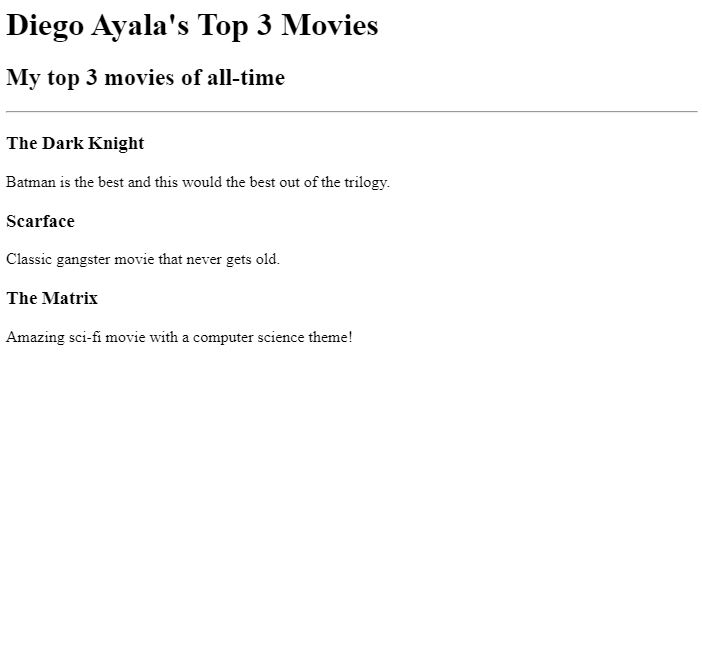 Diego Ayala's Top 3 Movies
My top 3 movies of all-time
The Dark Knight
Batman is the best and this would the best out of the trilogy.
Scarface
Classic gangster movie that never gets old.
The Matrix
Amazing sci-fi movie with a computer science theme!